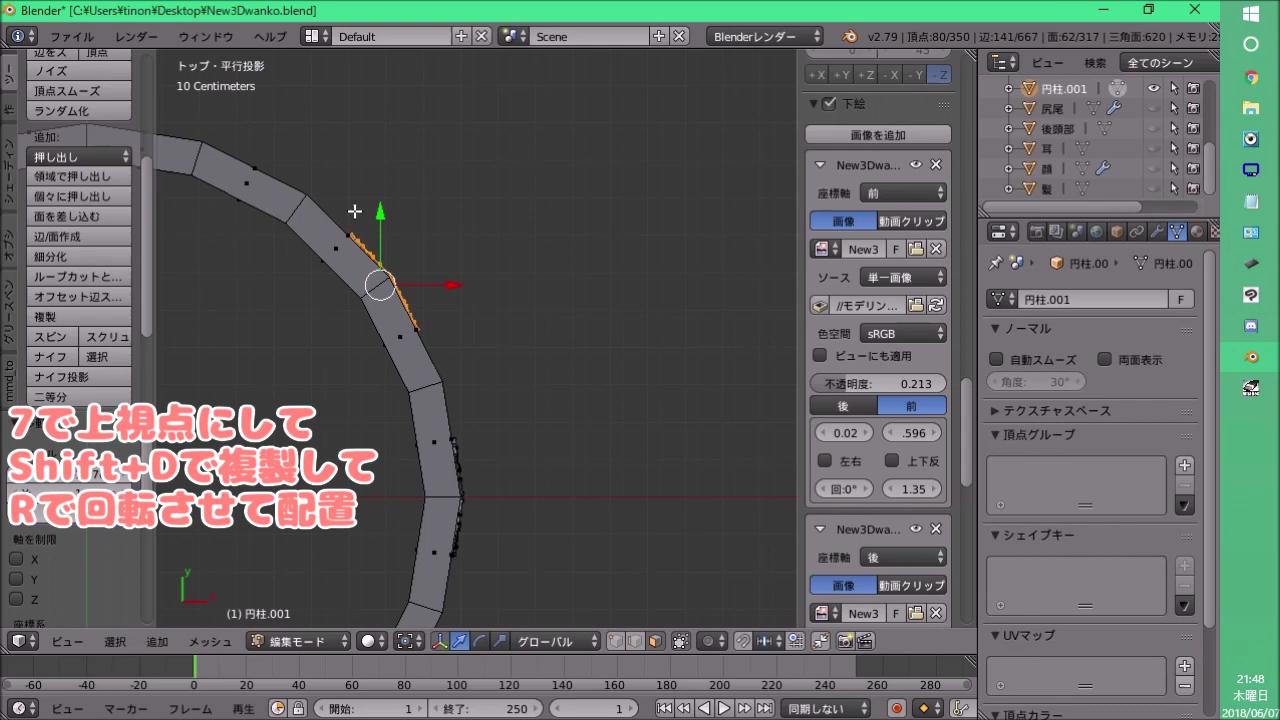 Blender* [C:¥Users¥tinon¥Desktop¥New3Dwanko.blend]
ファイル レンダー ウィンドウ ヘルプ Default Scene Blenderレンダー v2.79 | 頂点:80/350 | 辺:141/667 | 面:62/317 | 三角面:620 | メモリ:2
辺をス 頂点
ノイズ
頂点スムーズ
ランダム化
追加:
押し出し
領域で押し出し
個々に押し出し
面を差し込む
辺/面作成
細分化
ループカットと...
オフセット辺ス...
複製
スピン スクリュ
ナイフ 選択
ナイフ投影
二等分
軸を制限
X
Y
Z
座標系
mmd_to
トップ・平行投影
10 Centimeters
7で上視点にして
Shift+Dで複製して
Rで回転させて配置
y
(1) 円柱.001
+X +Y +Z -X -Y -Z
下絵
画像を追加
New3Dwa...
座標軸 前
画像 動画クリップ
New3 F
ソース 単一画像
//モデリン...
色空間 sRGB
ビューにも適用
不透明度: 0.213
後 前
0.02 .596
左右 上下反
回:0° 1.35
New3Dwa...
座標軸 後
画像 動画クリップ
New3 F
ビュー 検索 全てのシーン
円柱.001
尻尾
後頭部
耳
顔
髪
円柱.00 円柱.00
円柱.001 F
ノーマル
自動スムーズ 両面表示
角度: 30°
テクスチャスペース
頂点グループ
シェイプキー
UVマップ
頂点カラー
ビュー 選択 追加 メッシュ 編集モード グローバル
-60 -40 -20 0 20 40 60 80 100 120 140 160 180 200 220 240 260 280
ビュー マーカー フレーム 再生 開始: 1 終了: 250 1 同期しない
21:48
木曜日
2018/06/07